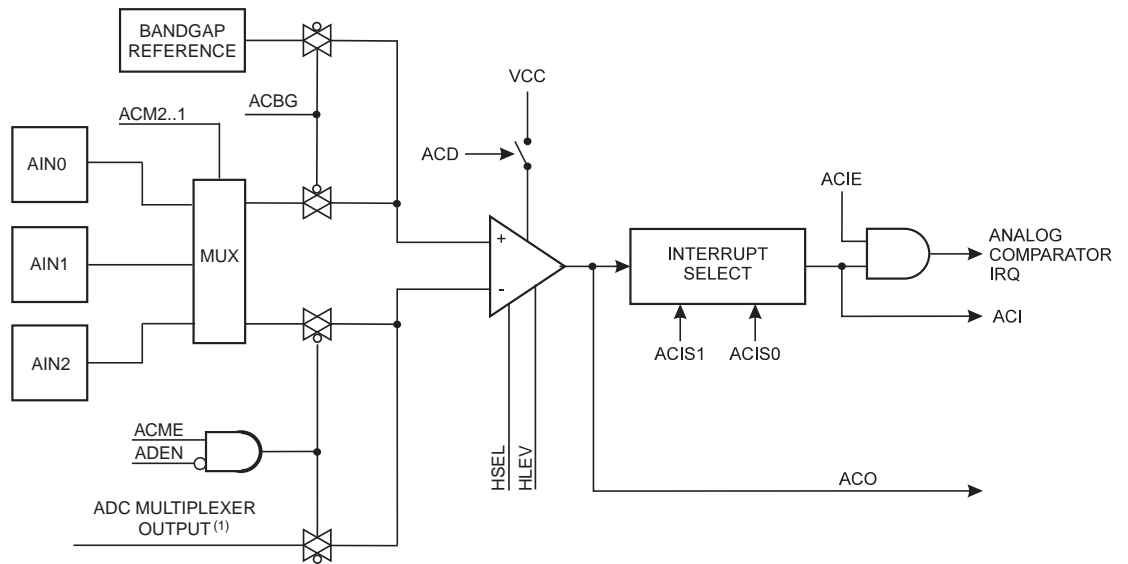 BANDGAP
REFERENCE
VCC
ACBG
ACM2..1
ACD
AIN0
ACIE
MUX
+
ANALOG
COMPARATOR
IRQ
AIN1
INTERRUPT
SELECT
-
ACI
AIN2
ACIS1
ACIS0
ACME
ADEN
HSEL
HLEV
ACO
ADC MULTIPLEXER
OUTPUT (1)